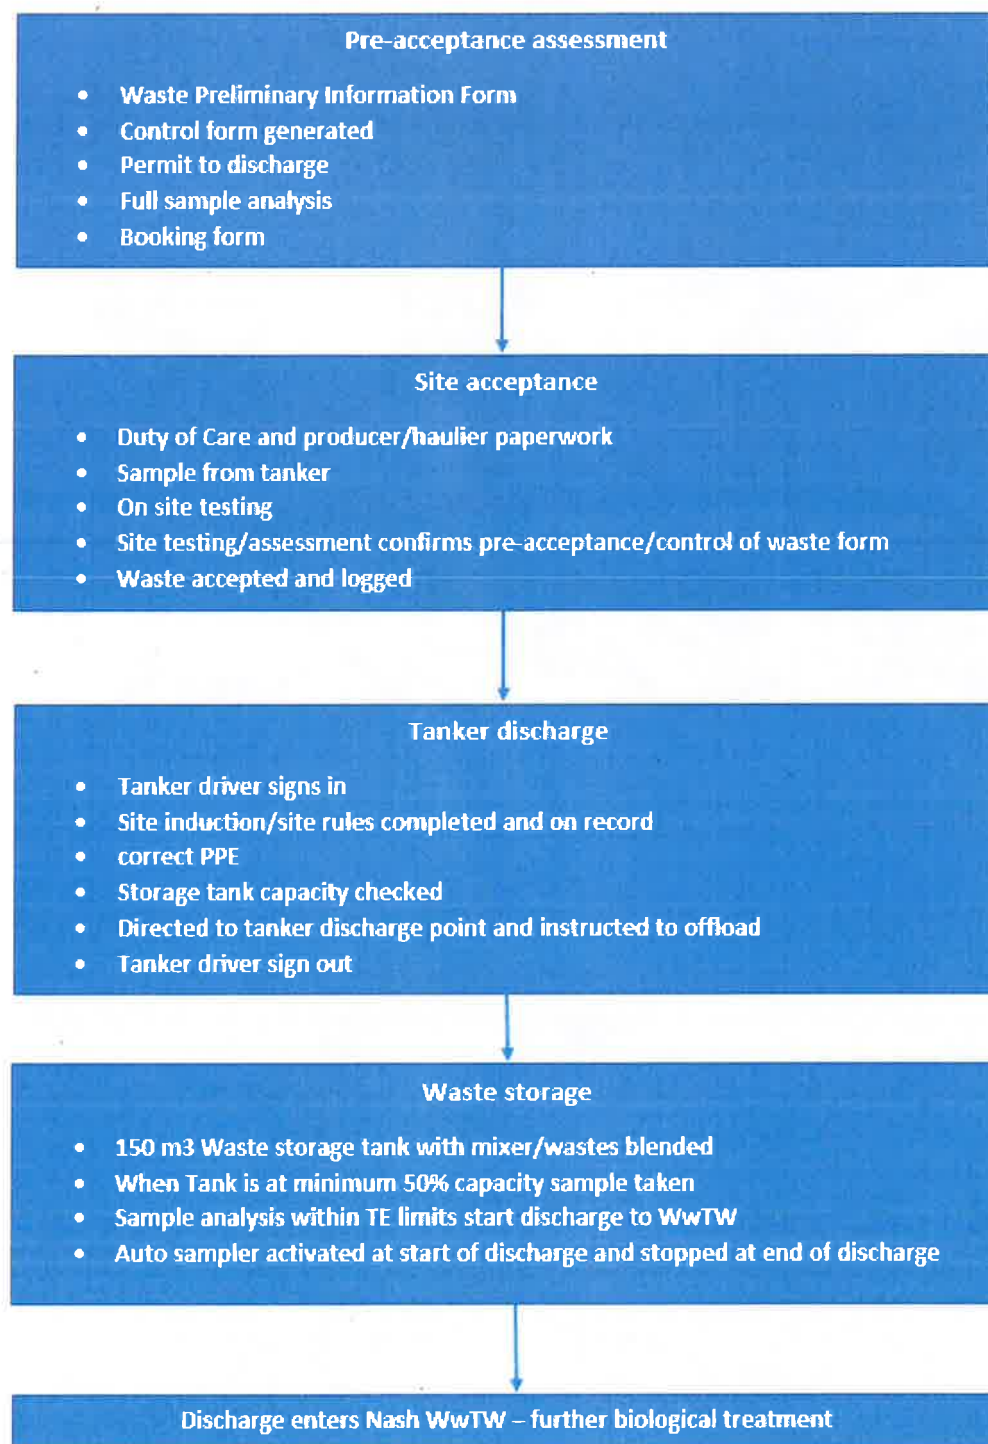 Pre-acceptance assessment
• Waste Preliminary Information Form
• Control form generated
• Permit to discharge
• Full sample analysis
• Booking form
Site acceptance
• Duty of Care and producer/haulier paperwork
• Sample from tanker
• On site testing
• Site testing/assessment confirms pre-acceptance/control of waste form
• Waste accepted and logged
Tanker discharge
• Tanker driver signs in
• Site induction/site rules completed and on record
• correct PPE
• Storage tank capacity checked
• Directed to tanker discharge point and instructed to offload
• Tanker driver sign out
Waste storage
• 150 m3 Waste storage tank with mixer/wastes blended
• When Tank is at minimum 50% capacity sample taken
• Sample analysis within TE limits start discharge to WwTW
• Auto sampler activated at start of discharge and stopped at end of discharge
Discharge enters Nash WwTW – further biological treatment